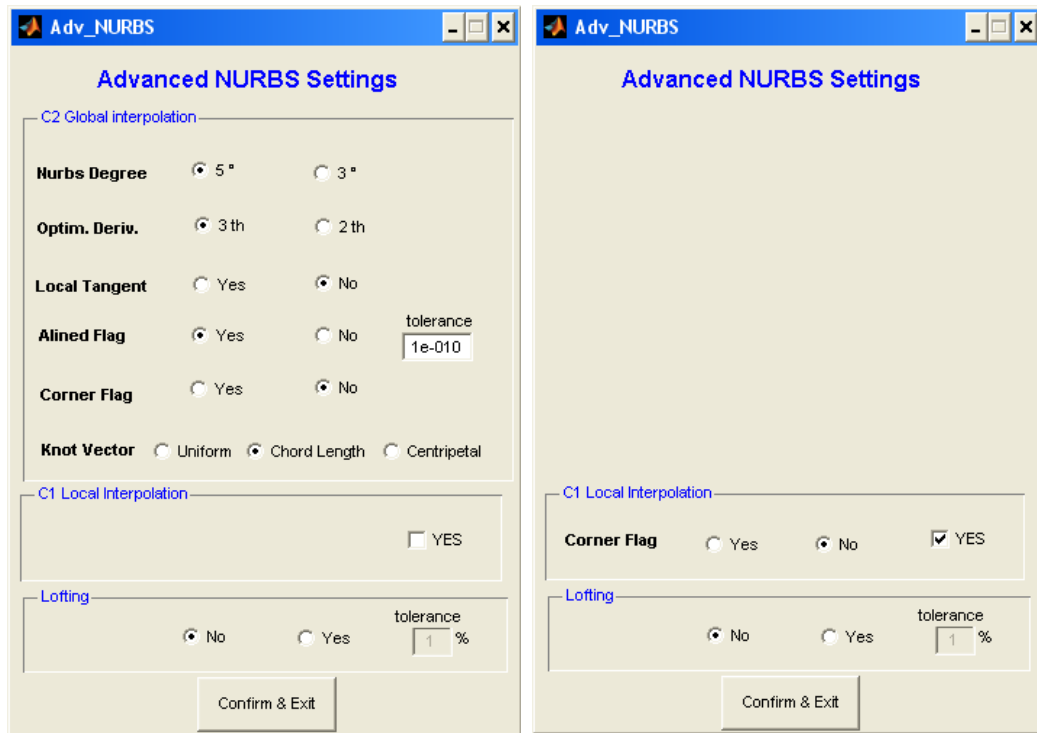 Adv_NURBS
Advanced NURBS Settings
C2 Global interpolation
Nurbs Degree 5 ° 3 °
Optim. Deriv. 3 th 2 th
Local Tangent Yes No
tolerance
Alined Flag Yes No 1e-010
Corner Flag Yes No
Knot Vector Uniform Chord Length Centripetal
C1 Local Interpolation
YES
Lofting
tolerance
No Yes 1 %
Confirm & Exit
Adv_NURBS
Advanced NURBS Settings
C1 Local Interpolation
Corner Flag Yes No YES
Lofting
tolerance
No Yes 1 %
Confirm & Exit